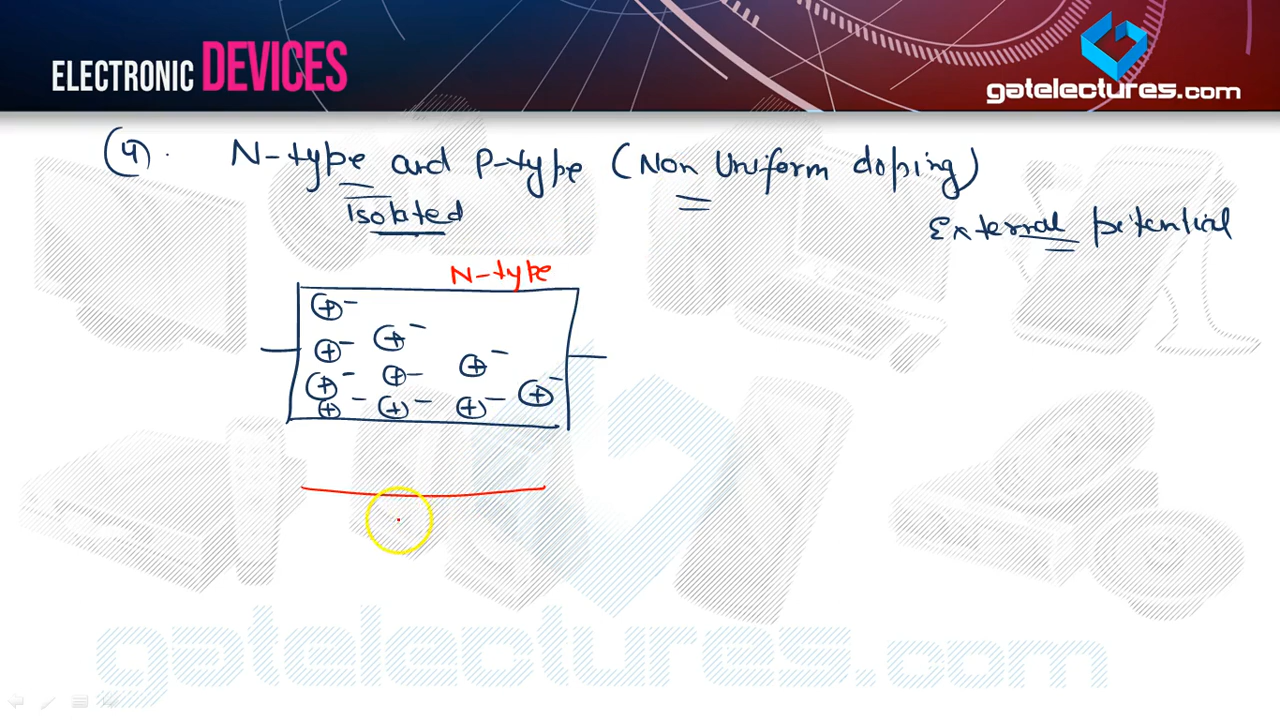 ELECTRONIC DEVICES
gatelectures.com
(4). N-type and P-type (Non Uniform doping)
Isolated
External potential
N-type
+ -
+ -
+ -
+ -
+ -
+ -
+ -
+ -
+ -
+ -
gatelectures.com